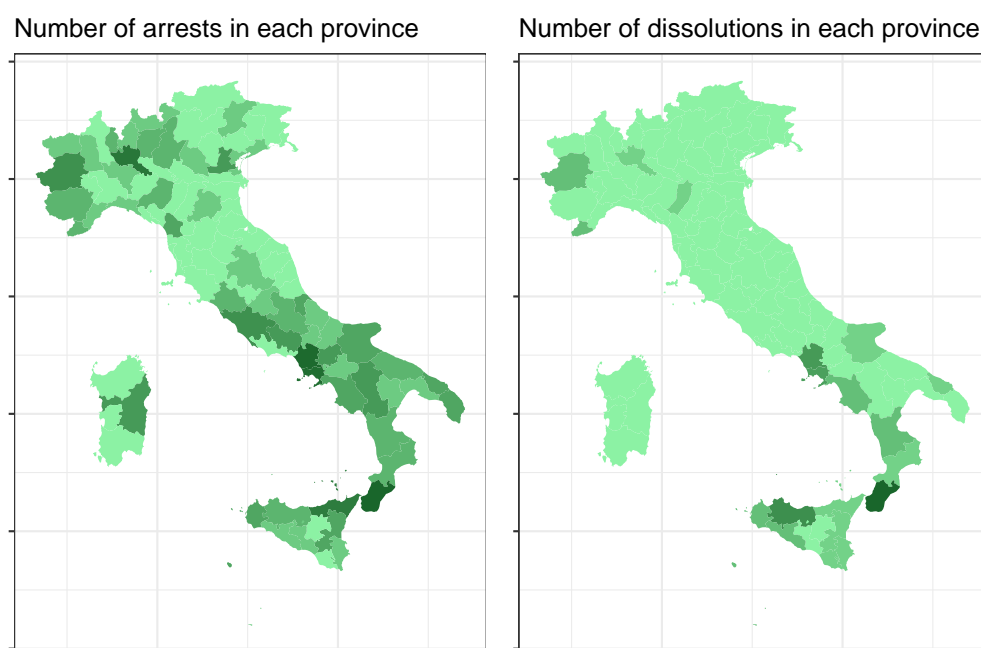 Number of arrests in each province
Number of dissolutions in each province